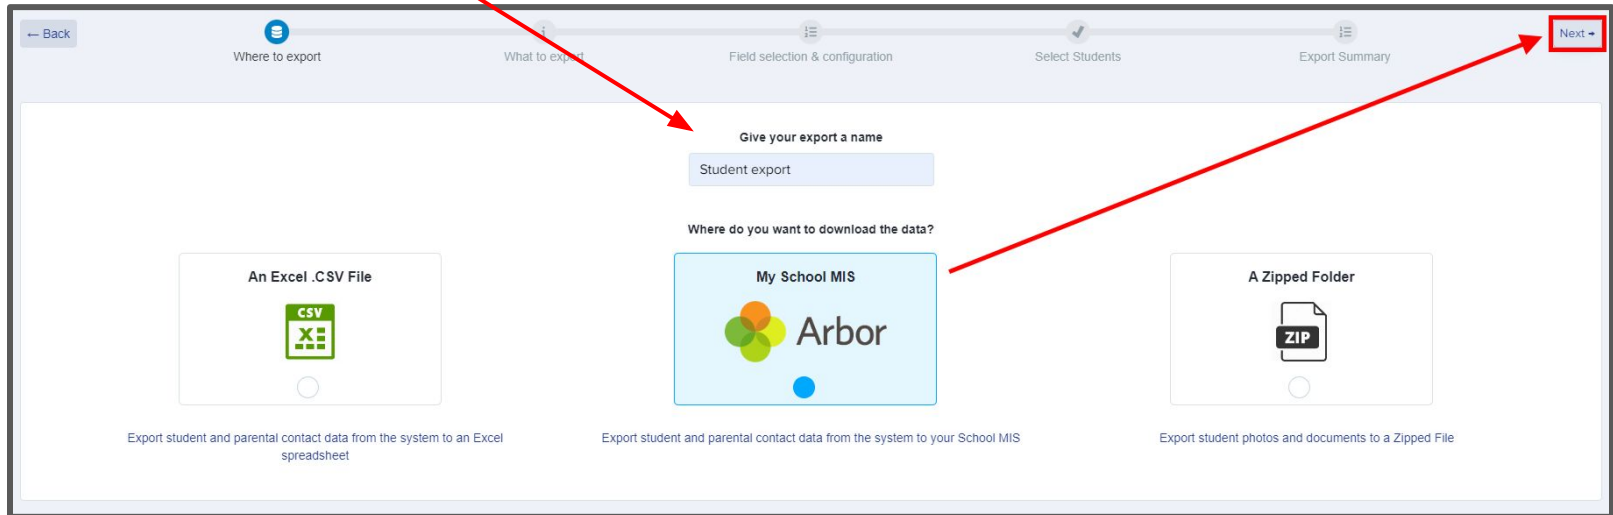 ← Back
Where to export
What to export
Field selection & configuration
Select Students
Export Summary
Next →
Give your export a name
Student export
Where do you want to download the data?
An Excel .CSV File
CSV
X
My School MIS
Arbor
A Zipped Folder
ZIP
Export student and parental contact data from the system to an Excel
spreadsheet
Export student and parental contact data from the system to your School MIS
Export student photos and documents to a Zipped File